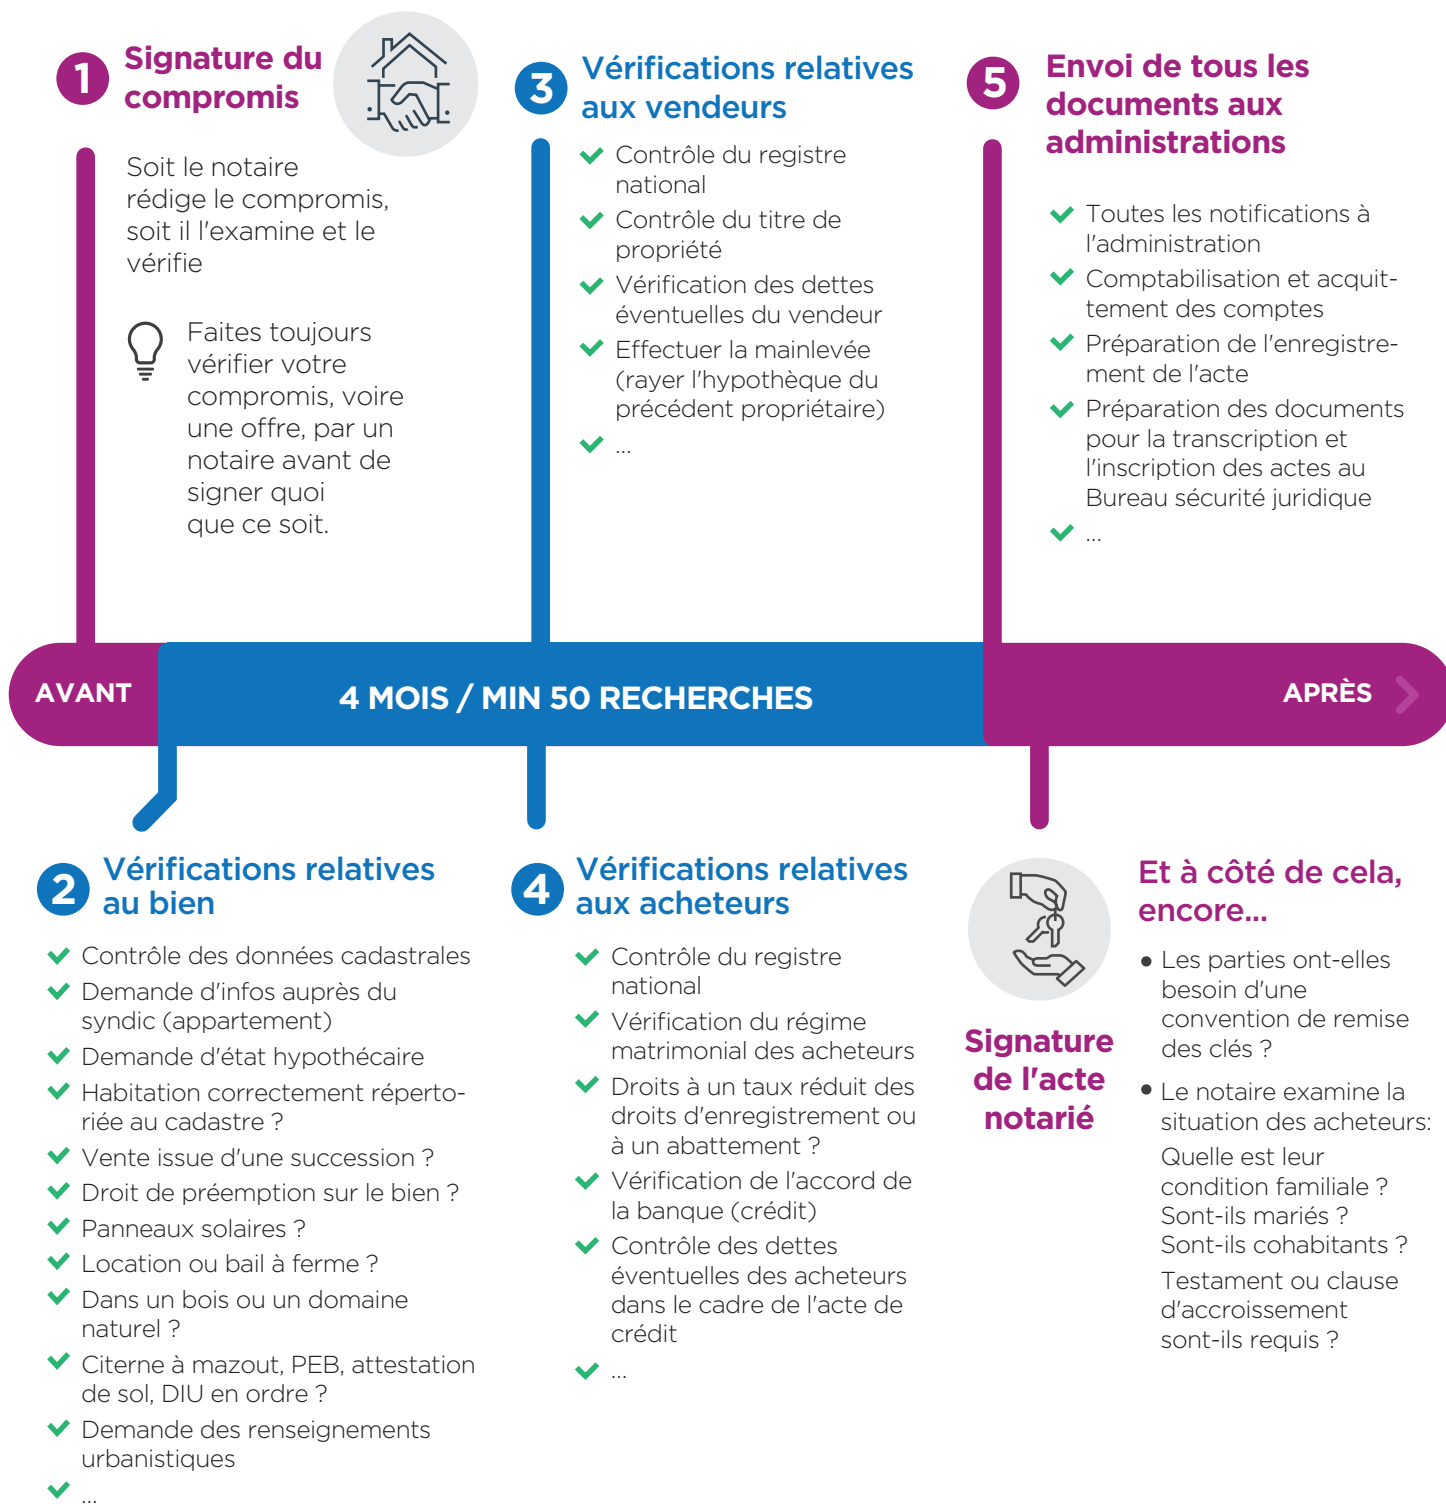 1
Signature du
compromis
Soit le notaire
rédige le compromis,
soit il l'examine et le
vérifie
Faites toujours
vérifier votre
compromis, voire
une offre, par un
notaire avant de
signer quoi
que ce soit.
3
Vérifications relatives
aux vendeurs
Contrôle du registre
national
Contrôle du titre de
propriété
Vérification des dettes
éventuelles du vendeur
Effectuer la mainlevée
(rayer l'hypothèque du
précédent propriétaire)
...
5
Envoi de tous les
documents aux
administrations
Toutes les notifications à
l'administration
Comptabilisation et acquit-
tement des comptes
Préparation de l'enregistre-
ment de l'acte
Préparation des documents
pour la transcription et
l'inscription des actes au
Bureau sécurité juridique
...
AVANT
4 MOIS / MIN 50 RECHERCHES
APRÈS
2
Vérifications relatives
au bien
Contrôle des données cadastrales
Demande d'infos auprès du
syndic (appartement)
Demande d'état hypothécaire
Habitation correctement réperto-
riée au cadastre ?
Vente issue d'une succession ?
Droit de préemption sur le bien ?
Panneaux solaires ?
Location ou bail à ferme ?
Dans un bois ou un domaine
naturel ?
Citerne à mazout, PEB, attestation
de sol, DIU en ordre ?
Demande des renseignements
urbanistiques
...
4
Vérifications relatives
aux acheteurs
Contrôle du registre
national
Vérification du régime
matrimonial des acheteurs
Droits à un taux réduit des
droits d'enregistrement ou
à un abattement ?
Vérification de l'accord de
la banque (crédit)
Contrôle des dettes
éventuelles des acheteurs
dans le cadre de l'acte de
crédit
...
Signature
de l'acte
notarié
Et à côté de cela,
encore...
• Les parties ont-elles
besoin d'une
convention de remise
des clés ?
• Le notaire examine la
situation des acheteurs:
Quelle est leur
condition familiale ?
Sont-ils mariés ?
Sont-ils cohabitants ?
Testament ou clause
d'accroissement
sont-ils requis ?